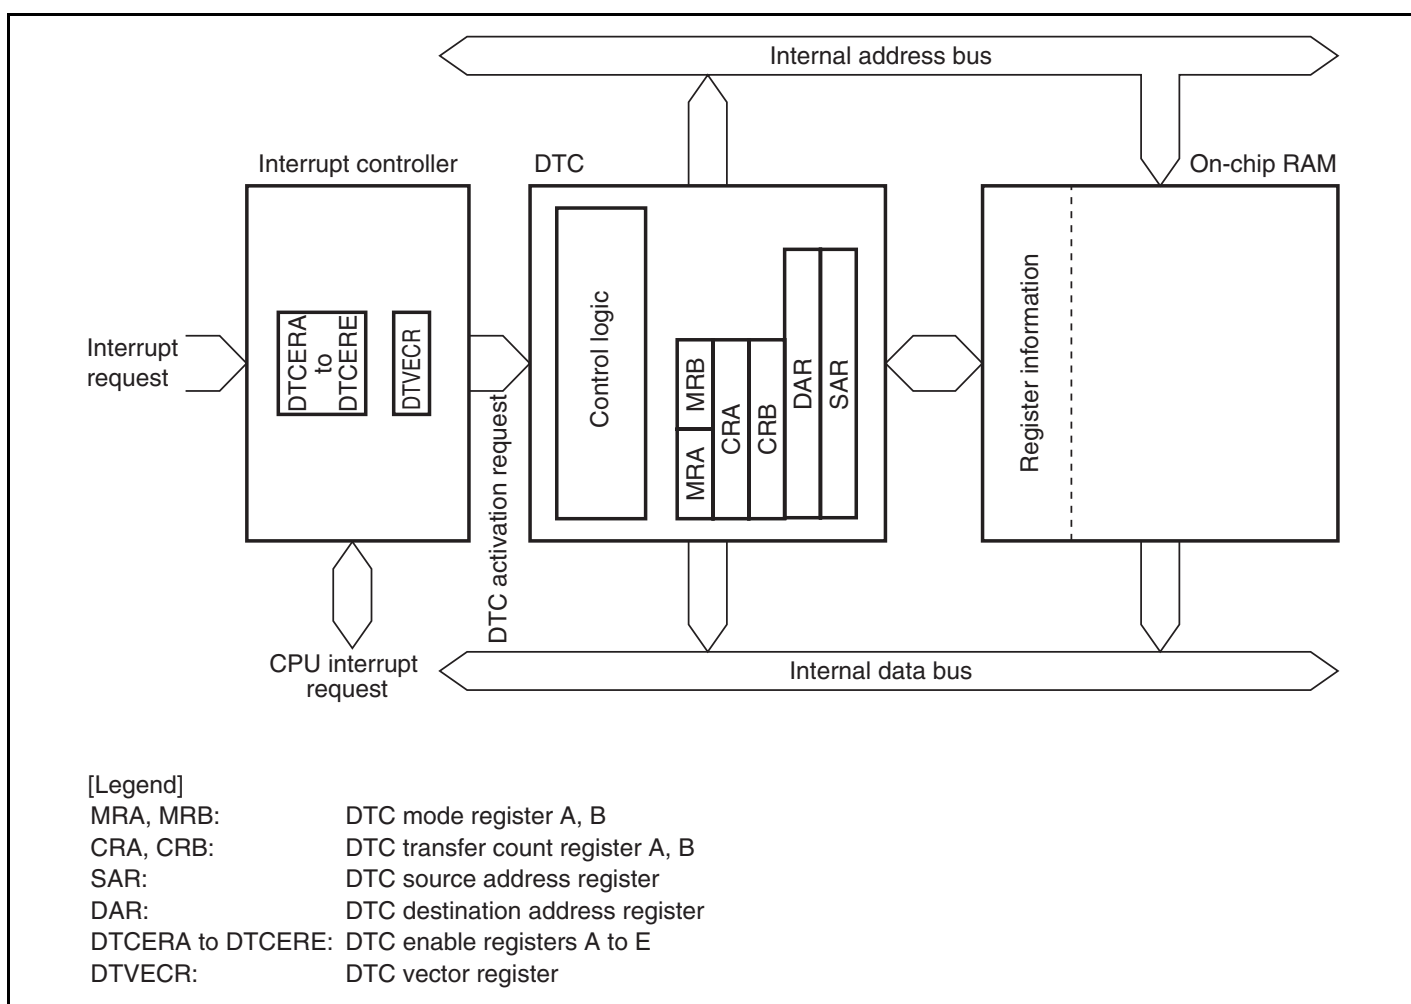 Internal address bus
Interrupt controller
DTC
On-chip RAM
Interrupt
request
DTCERA
to
DTCERE
DTVECR
DTC activation request
Control logic
MRA
MRB
CRA
CRB
DAR
SAR
Register information
CPU interrupt
request
Internal data bus
[Legend]
MRA, MRB: DTC mode register A, B
CRA, CRB: DTC transfer count register A, B
SAR: DTC source address register
DAR: DTC destination address register
DTCERA to DTCERE: DTC enable registers A to E
DTVECR: DTC vector register